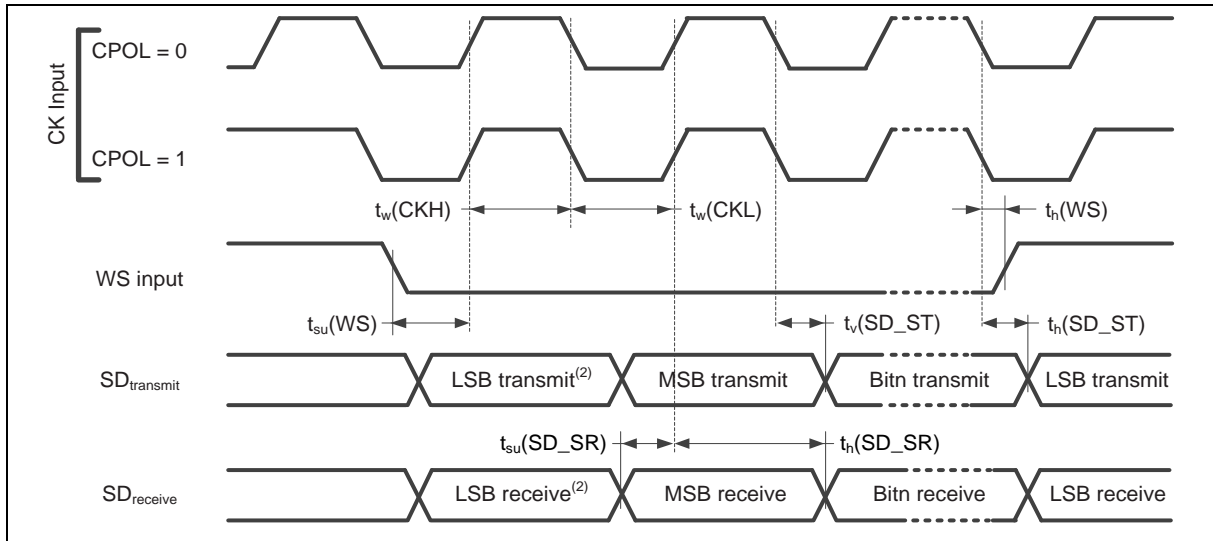 CK Input
CPOL = 0
CPOL = 1
tw(CKH)
tw(CKL)
th(WS)
WS input
tsu(WS)
tv(SD_ST)
th(SD_ST)
SDtransmit
LSB transmit(2)
MSB transmit
Bitn transmit
LSB transmit
tsu(SD_SR)
th(SD_SR)
SDreceive
LSB receive(2)
MSB receive
Bitn receive
LSB receive